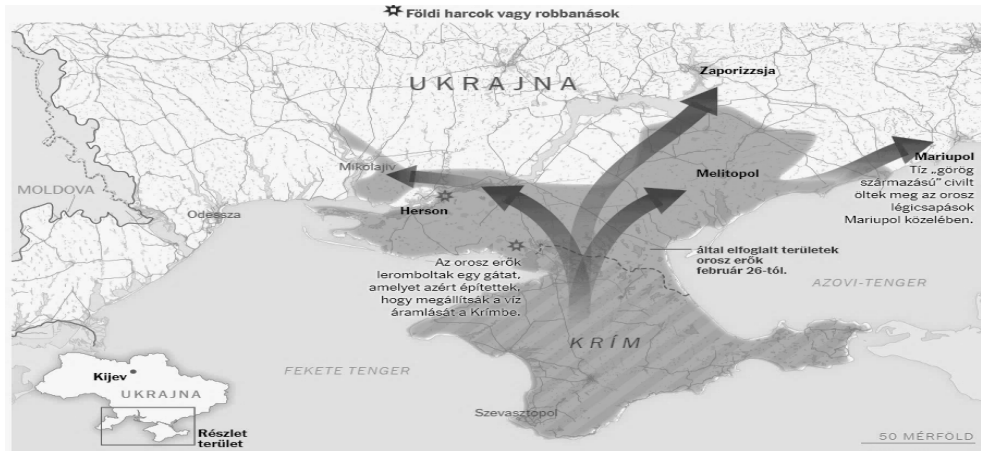 Földi harcok vagy robbanások
UKRAJNA
Zaporizzsja
Mikolajiv
Mariupol
Tíz „görög
származású" civilt
öltek meg az orosz
légicsapások
Mariupol közelében.
Melitopol
MOLDOVA
Odessza
Herson
Az orosz erők
leromboltak egy gátat,
amelyet azért építettek,
hogy megállítsák a víz
áramlását a Krímbe.
által elfoglalt területek
orosz erők
február 26-tól.
AZOVI-TENGER
KRÍM
FEKETE TENGER
Kijev
UKRAJNA
Szevasztopol
Részlet
terület
50 MÉRFÖLD